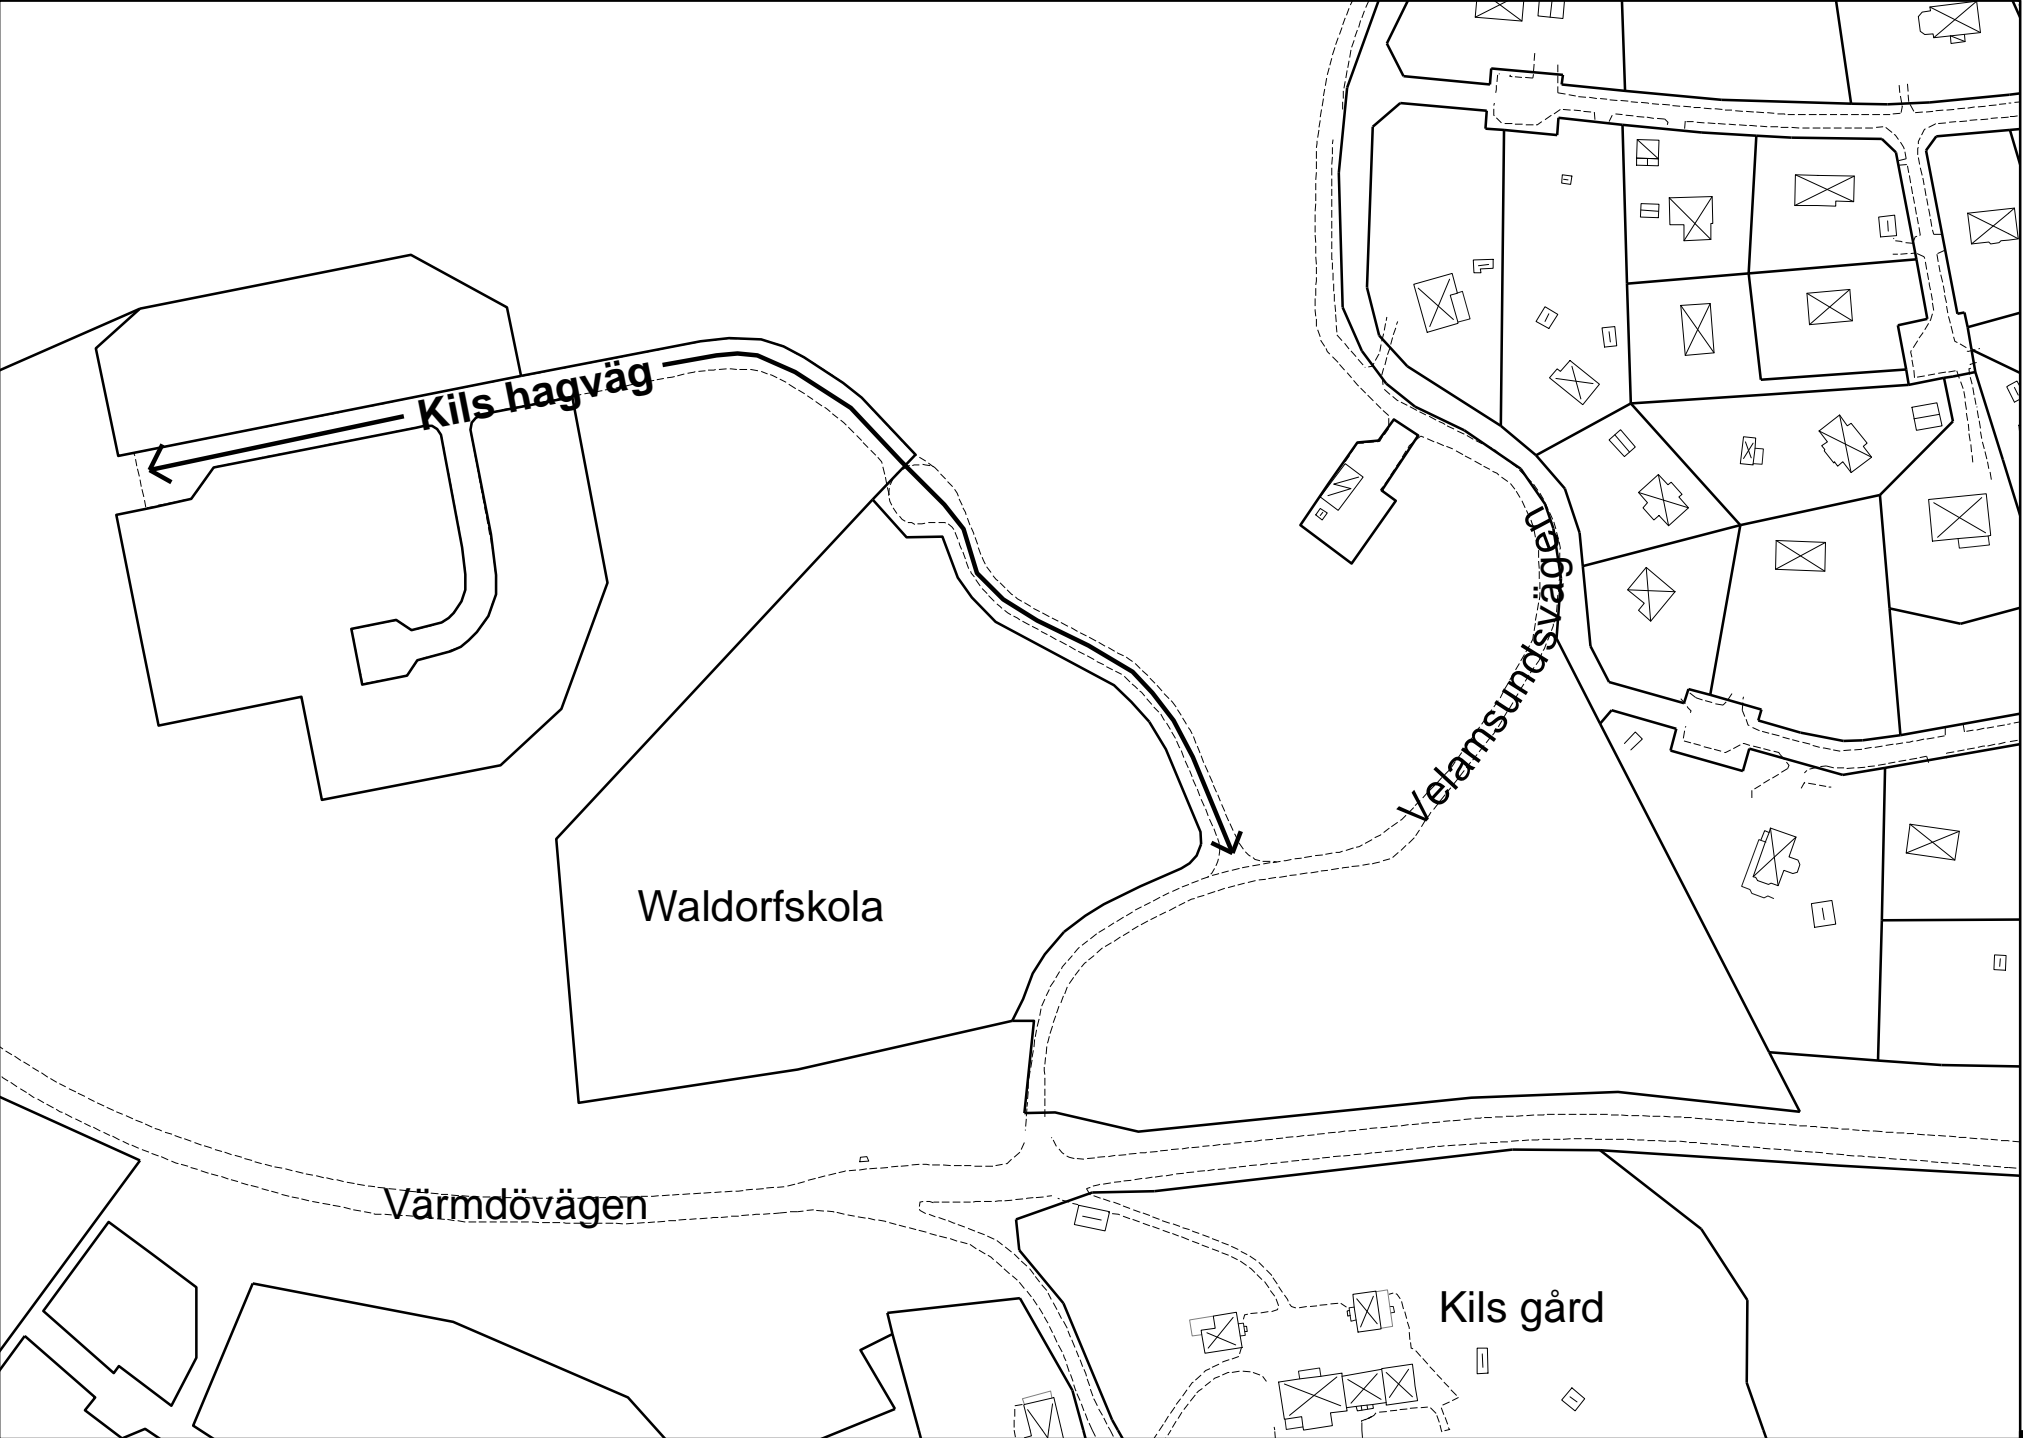 Kils hagväg
Velamsundsvägen
Waldorfskola
Värmdövägen
Kils gård